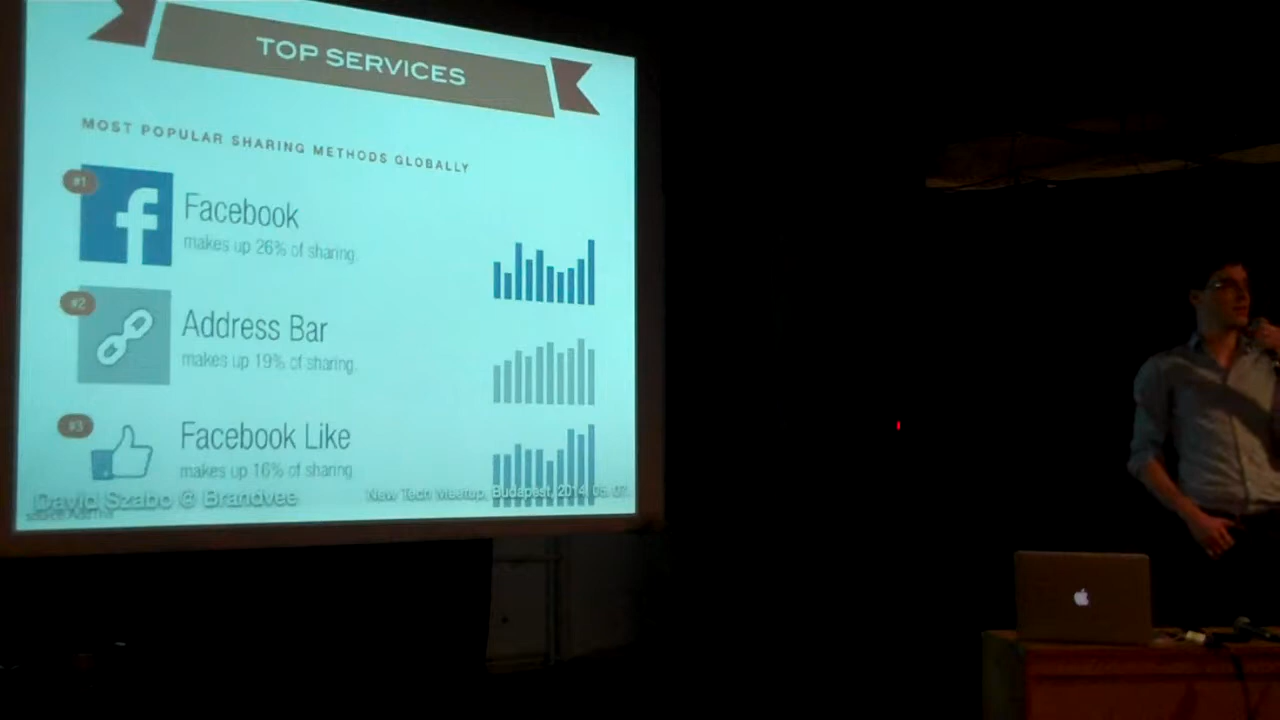 TOP SERVICES
MOST POPULAR SHARING METHODS GLOBALLY
#1
Facebook
makes up 26% of sharing.
#2
Address Bar
makes up 19% of sharing.
#3
Facebook Like
makes up 16% of sharing.
David Szabo @ Brandvee
New Tech Meetup, Budapest, 2014. 05. 07.
source: AddThis